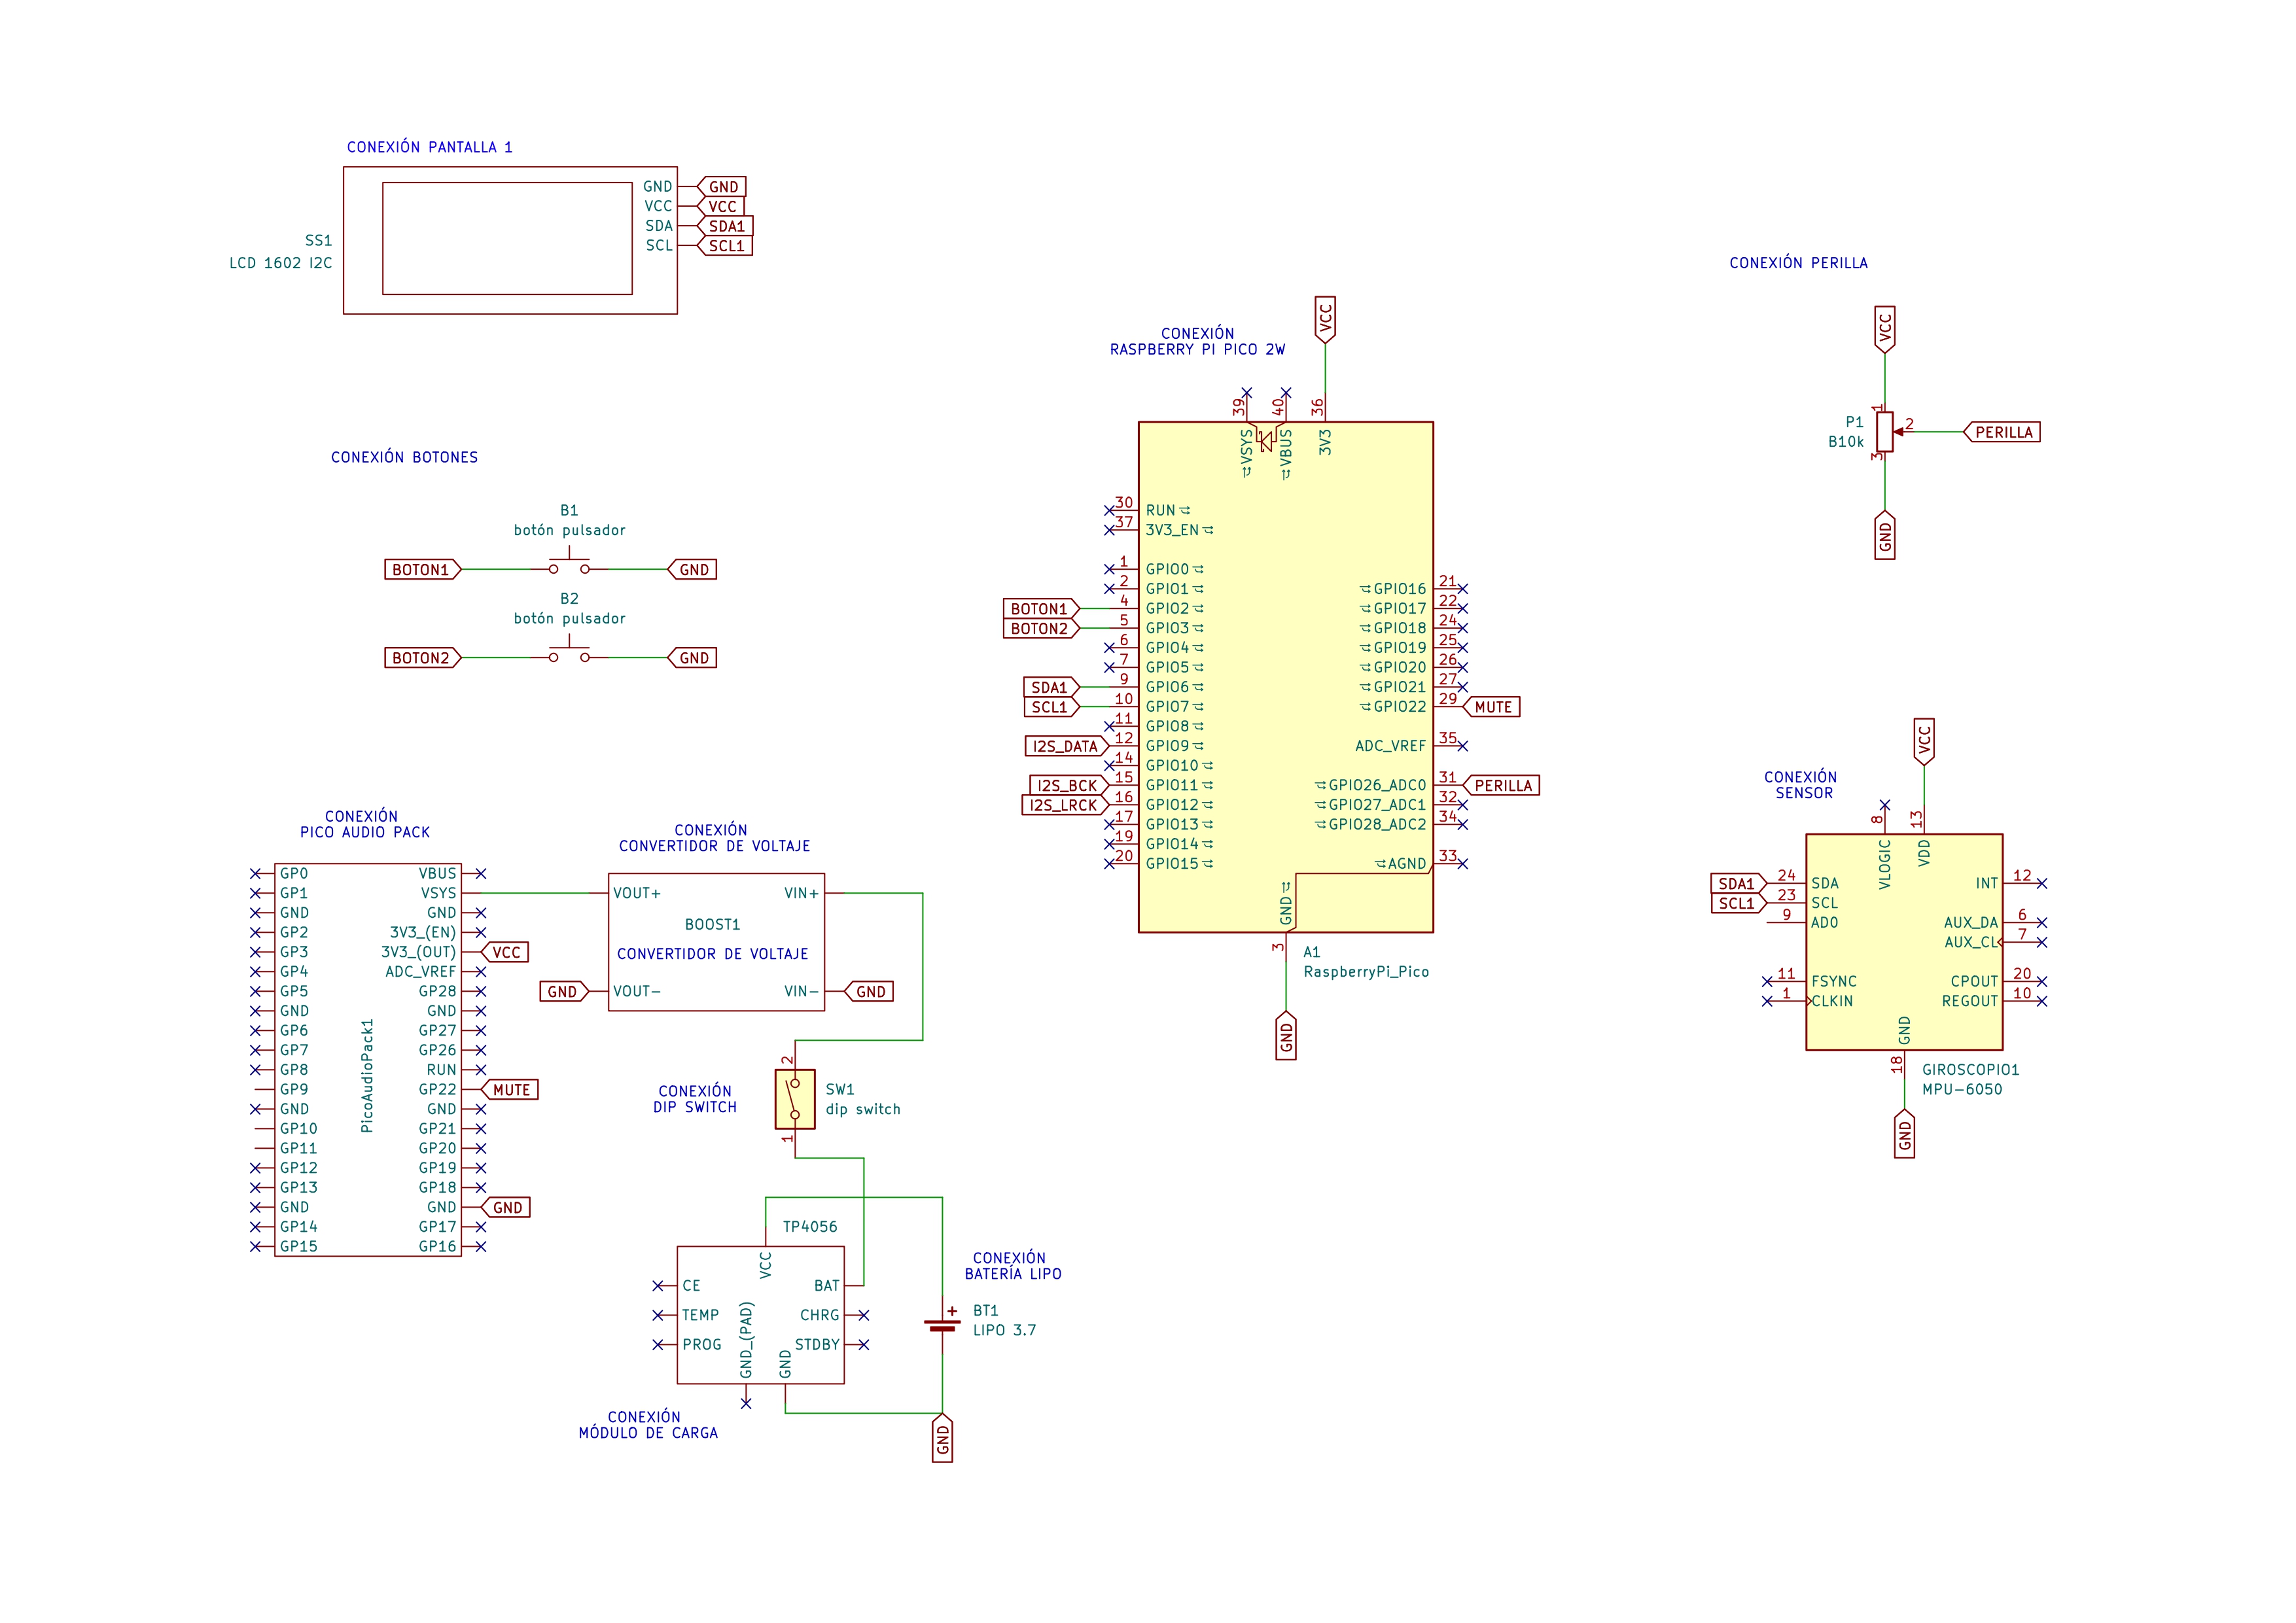 CONEXIÓN PANTALLA 1
GND
VCC
SDA
SCL
GND
VCC
SDA1
SCL1
SS1
LCD 1602 I2C
CONEXIÓN BOTONES
B1
botón pulsador
BOTON1
GND
B2
botón pulsador
BOTON2
GND
CONEXIÓN
RASPBERRY PI PICO 2W
VCC
39
40
36
VSYS
VBUS
3V3
30 RUN
37 3V3_EN
1 GPIO0
2 GPIO1
BOTON1 4 GPIO2
BOTON2 5 GPIO3
6 GPIO4
7 GPIO5
SDA1 9 GPIO6
SCL1 10 GPIO7
11 GPIO8
I2S_DATA 12 GPIO9
14 GPIO10
I2S_BCK 15 GPIO11
I2S_LRCK 16 GPIO12
17 GPIO13
19 GPIO14
20 GPIO15
GPIO16 21
GPIO17 22
GPIO18 24
GPIO19 25
GPIO20 26
GPIO21 27
GPIO22 29 MUTE
ADC_VREF 35
GPIO26_ADC0 31 PERILLA
GPIO27_ADC1 32
GPIO28_ADC2 34
AGND 33
GND
3
GND
A1
RaspberryPi_Pico
CONEXIÓN PERILLA
VCC
P1
B10k
1
2
3
PERILLA
GND
CONEXIÓN
SENSOR
VCC
8
13
VLOGIC
VDD
SDA1 24 SDA
SCL1 23 SCL
9 AD0
11 FSYNC
1 CLKIN
INT 12
AUX_DA 6
AUX_CL 7
CPOUT 20
REGOUT 10
GND
18
GND
GIROSCOPIO1
MPU-6050
CONEXIÓN
PICO AUDIO PACK
GP0
GP1
GND
GP2
GP3
GP4
GP5
GND
GP6
GP7
GP8
GP9
GND
GP10
GP11
GP12
GP13
GND
GP14
GP15
PicoAudioPack1
VBUS
VSYS
GND
3V3_(EN)
3V3_(OUT) VCC
ADC_VREF
GP28
GND
GP27
GP26
RUN
GP22 MUTE
GND
GP21
GP20
GP19
GP18
GND GND
GP17
GP16
CONEXIÓN
CONVERTIDOR DE VOLTAJE
VOUT+
VIN+
BOOST1
CONVERTIDOR DE VOLTAJE
GND VOUT-
VIN- GND
CONEXIÓN
DIP SWITCH
2
1
SW1
dip switch
TP4056
VCC
CE
TEMP
PROG
GND_(PAD)
GND
BAT
CHRG
STDBY
CONEXIÓN
MÓDULO DE CARGA
CONEXIÓN
BATERÍA LIPO
+
BT1
LIPO 3.7
GND